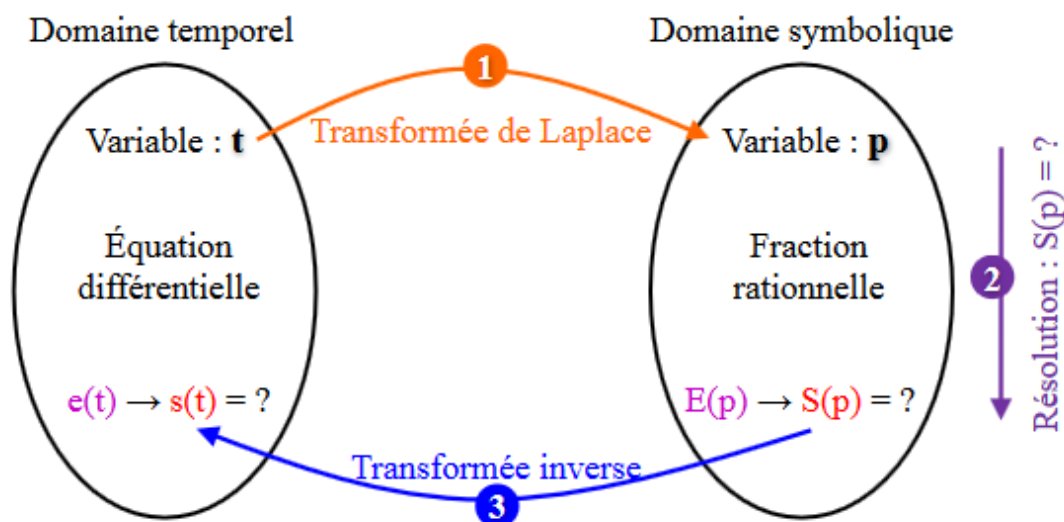 Domaine temporel
Domaine symbolique
1
Variable : t
Transformée de Laplace
Variable : p
Équation
différentielle
Fraction
rationnelle
2
Résolution : S(p) = ?
e(t) → s(t) = ?
E(p) → S(p) = ?
Transformée inverse
3